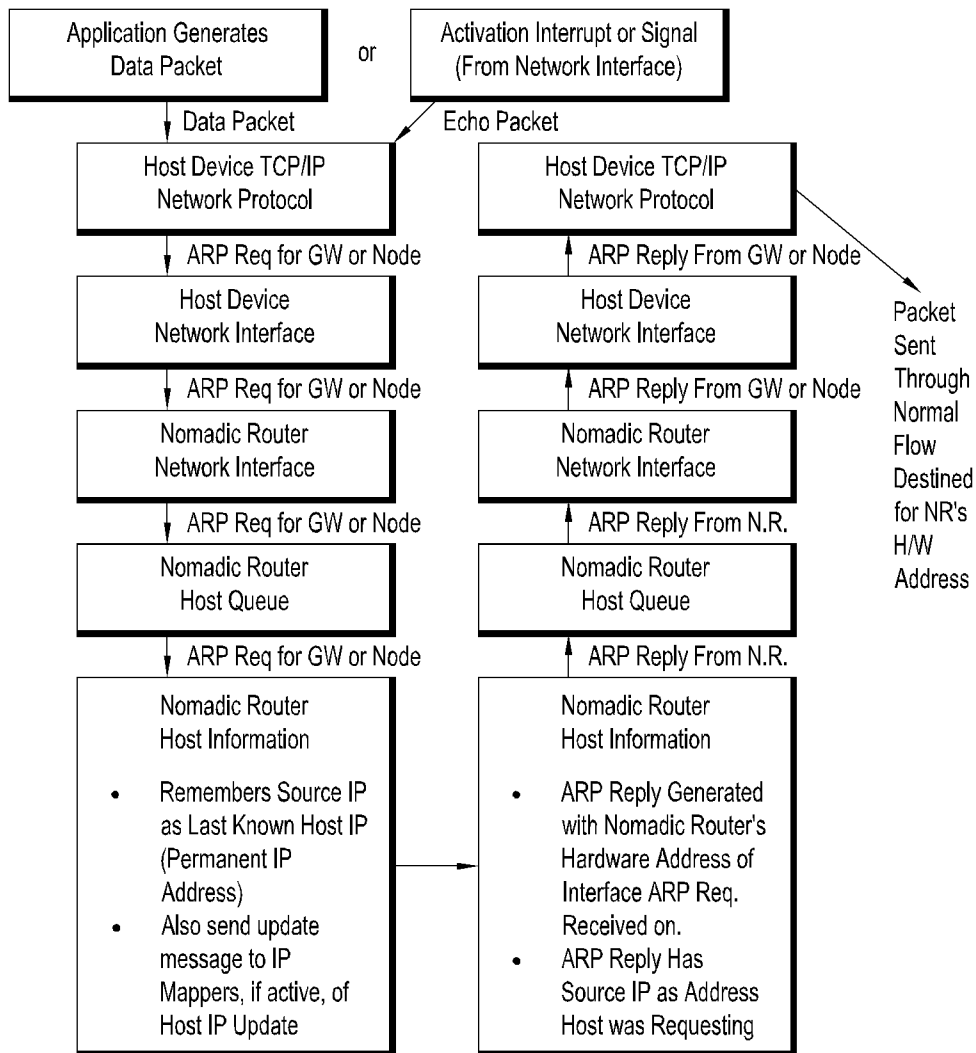 Application Generates
Data Packet
or
Activation Interrupt or Signal
(From Network Interface)
Data Packet
Echo Packet
Host Device TCP/IP
Network Protocol
ARP Req for GW or Node
Host Device
Network Interface
ARP Req for GW or Node
Nomadic Router
Network Interface
ARP Req for GW or Node
Nomadic Router
Host Queue
ARP Req for GW or Node
Nomadic Router
Host Information
• Remembers Source IP
as Last Known Host IP
(Permanent IP
Address)
• Also send update
message to IP
Mappers, if active, of
Host IP Update
Nomadic Router
Host Information
• ARP Reply Generated
with Nomadic Router's
Hardware Address of
Interface ARP Req.
Received on.
• ARP Reply Has
Source IP as Address
Host was Requesting
ARP Reply From N.R.
Nomadic Router
Host Queue
ARP Reply From N.R.
Nomadic Router
Network Interface
ARP Reply From GW or Node
Host Device
Network Interface
ARP Reply From GW or Node
Host Device TCP/IP
Network Protocol
Packet
Sent
Through
Normal
Flow
Destined
for NR's
H/W
Address